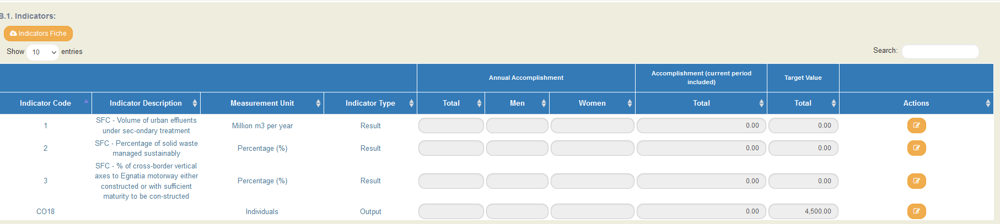 B.1. Indicators:
Indicators Fiche
Show 10 entries
Search:
Annual Accomplishment
Accomplishment (current period
included)
Target Value
Indicator Code
Indicator Description
Measurement Unit
Indicator Type
Total
Men
Women
Total
Total
Actions
1
SFC - Volume of urban effluents
under sec-ondary treatment
Million m3 per year
Result
0.00
0.00
2
SFC - Percentage of solid waste
managed sustainably
Percentage (%)
Result
0.00
0.00
3
SFC - % of cross-border vertical
axes to Egnatia motorway either
constructed or with sufficient
maturity to be con-structed
Percentage (%)
Result
0.00
0.00
CO18
Individuals
Output
0.00
4,500.00